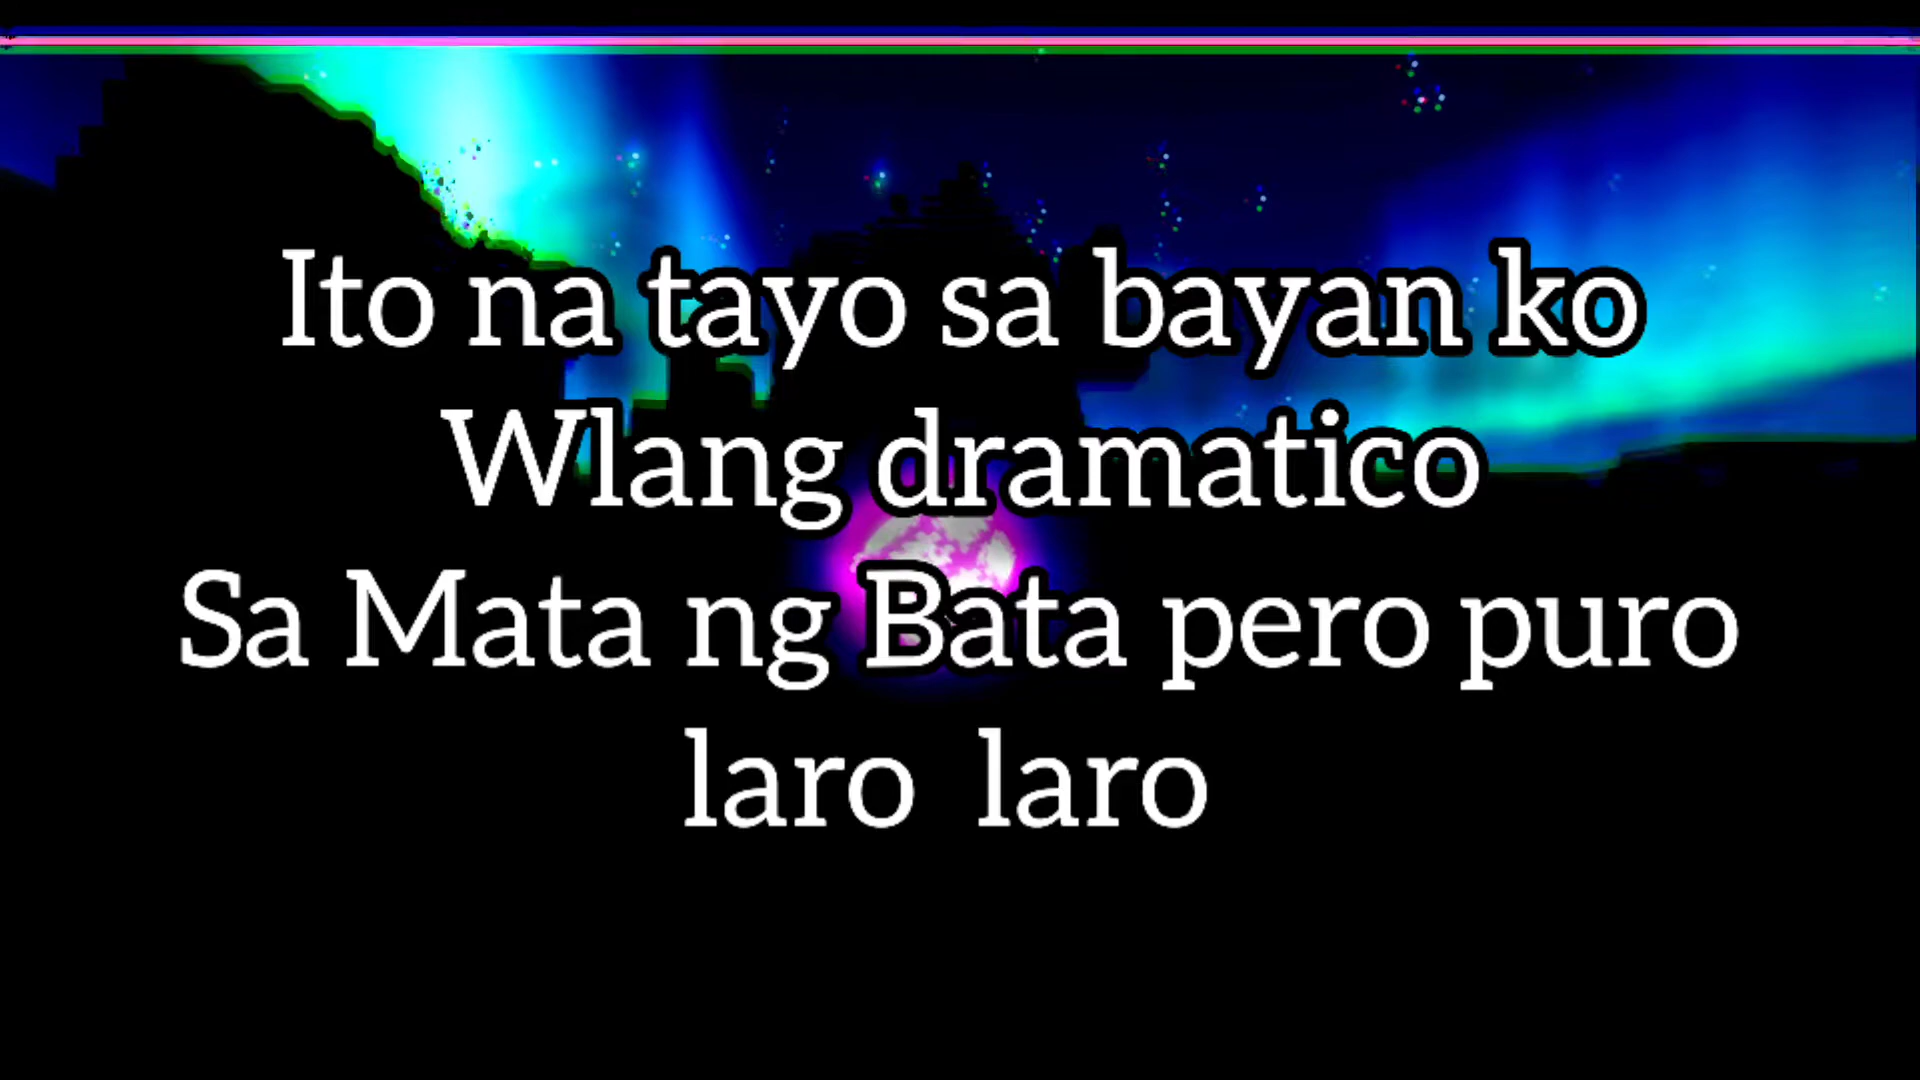 Ito na tayo sa bayan ko
Wlang dramatico
Sa Mata ng Bata pero puro
laro  laro